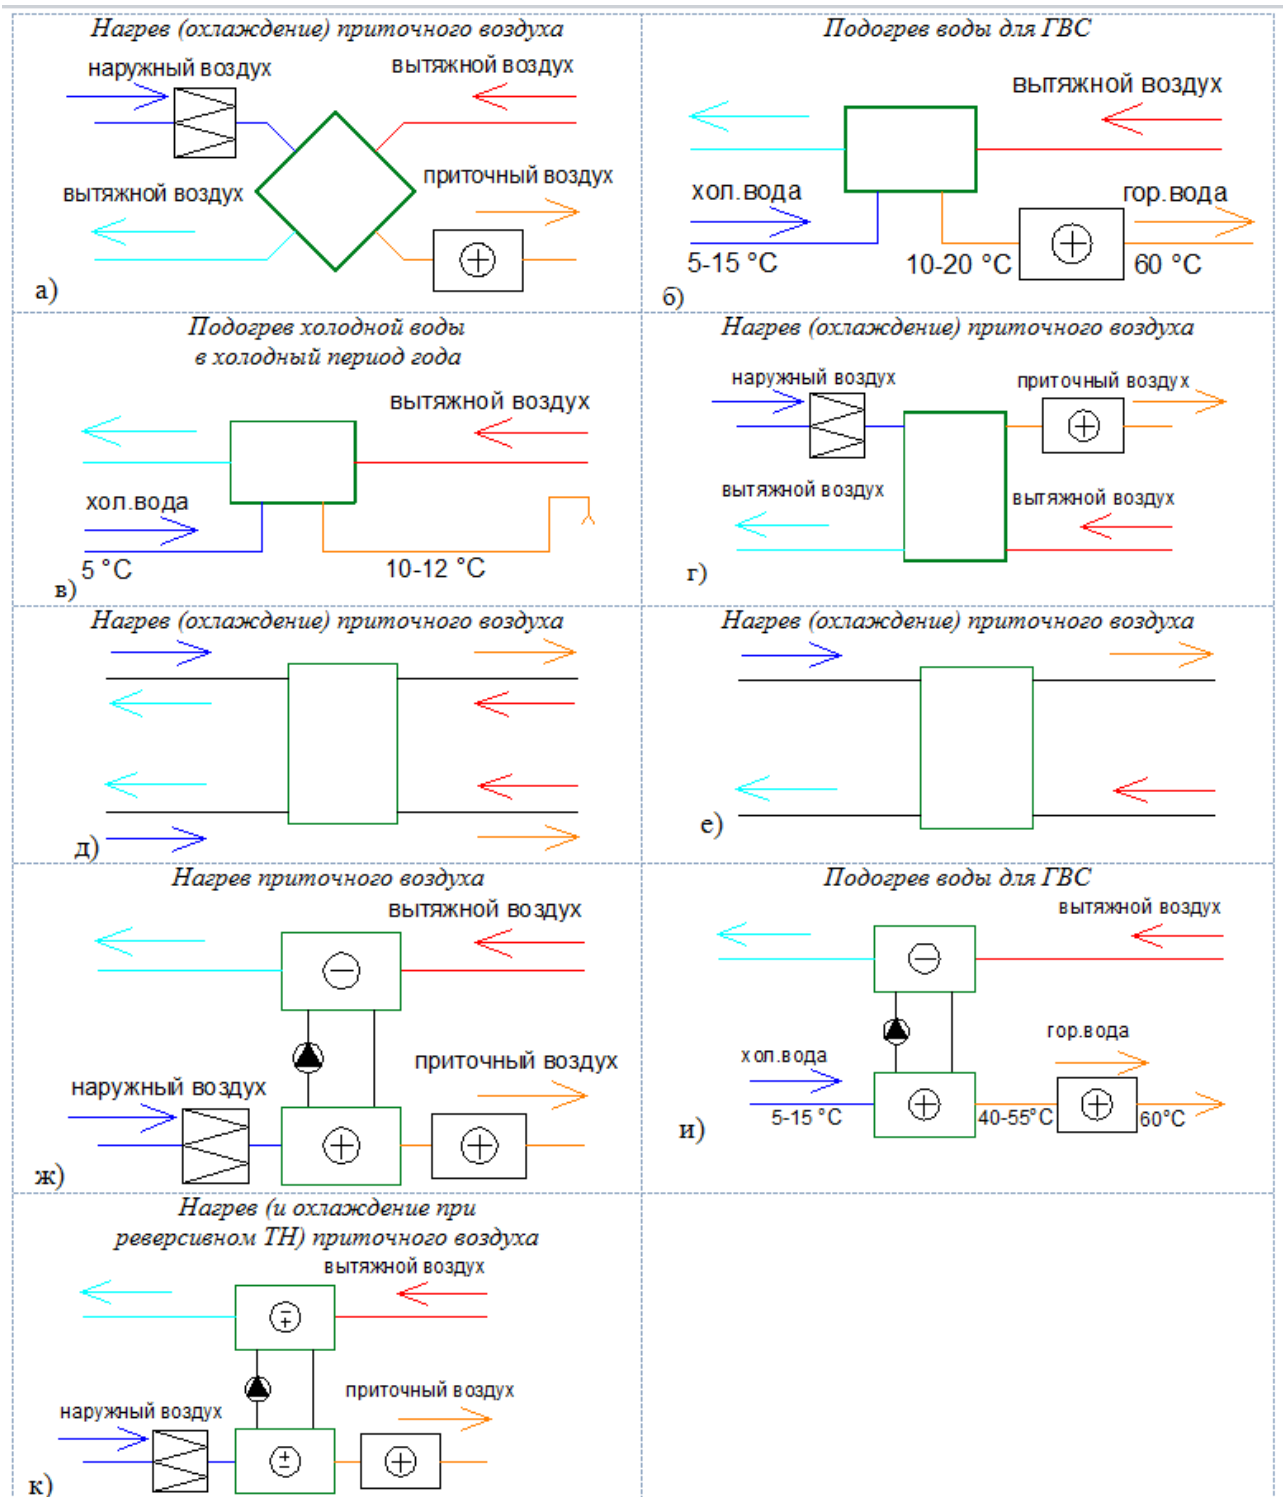 Нагрев (охлаждение) приточного воздуха
наружный воздух
вытяжной воздух
вытяжной воздух
приточный воздух
а)
Подогрев воды для ГВС
вытяжной воздух
хол.вода
гор.вода
5-15 °C
10-20 °C
60 °C
б)
Подогрев холодной воды
в холодный период года
вытяжной воздух
хол.вода
5 °C
10-12 °C
в)
Нагрев (охлаждение) приточного воздуха
наружный воздух
приточный воздух
вытяжной воздух
вытяжной воздух
г)
Нагрев (охлаждение) приточного воздуха
д)
Нагрев (охлаждение) приточного воздуха
е)
Нагрев приточного воздуха
вытяжной воздух
приточный воздух
наружный воздух
ж)
Подогрев воды для ГВС
вытяжной воздух
гор.вода
хол.вода
5-15 °C
40-55°C
60°C
и)
Нагрев (и охлаждение при
реверсивном ТН) приточного воздуха
вытяжной воздух
приточный воздух
наружный воздух
к)